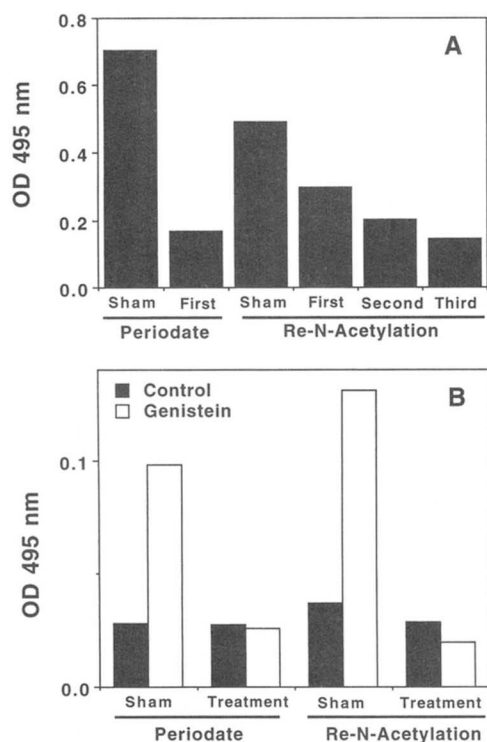 A
0.8
0.6
0.4
0.2
0.0
OD 495 nm
Sham First Sham First Second Third
Periodate Re-N-Acetylation
B
Control
Genistein
0.1
0.0
OD 495 nm
Sham Treatment Sham Treatment
Periodate Re-N-Acetylation